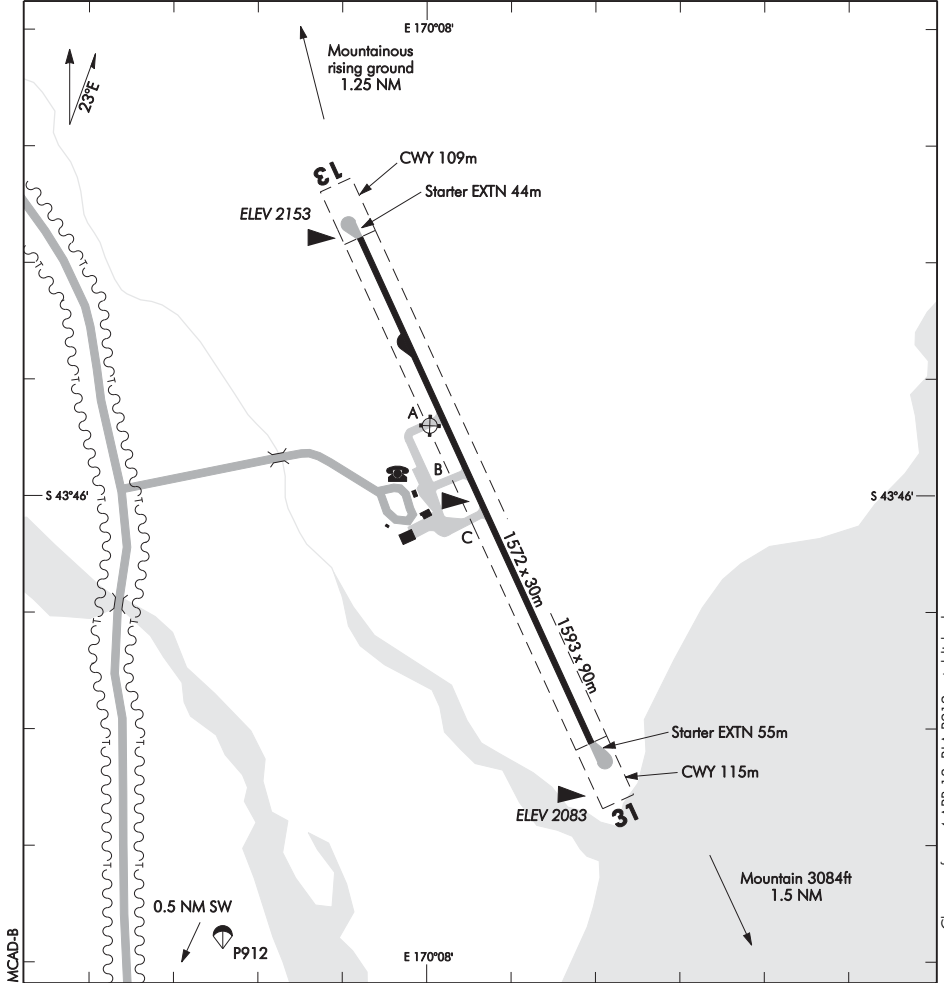 E 170°08'
Mountainous
rising ground
1.25 NM
23°E
13
CWY 109m
Starter EXTN 44m
ELEV 2153
A
B
S 43°46'
S 43°46'
C
1572 x 30m
1593 x 90m
Starter EXTN 55m
CWY 115m
ELEV 2083
31
Mountain 3084ft
1.5 NM
0.5 NM SW
P912
E 170°08'
MCAD-B